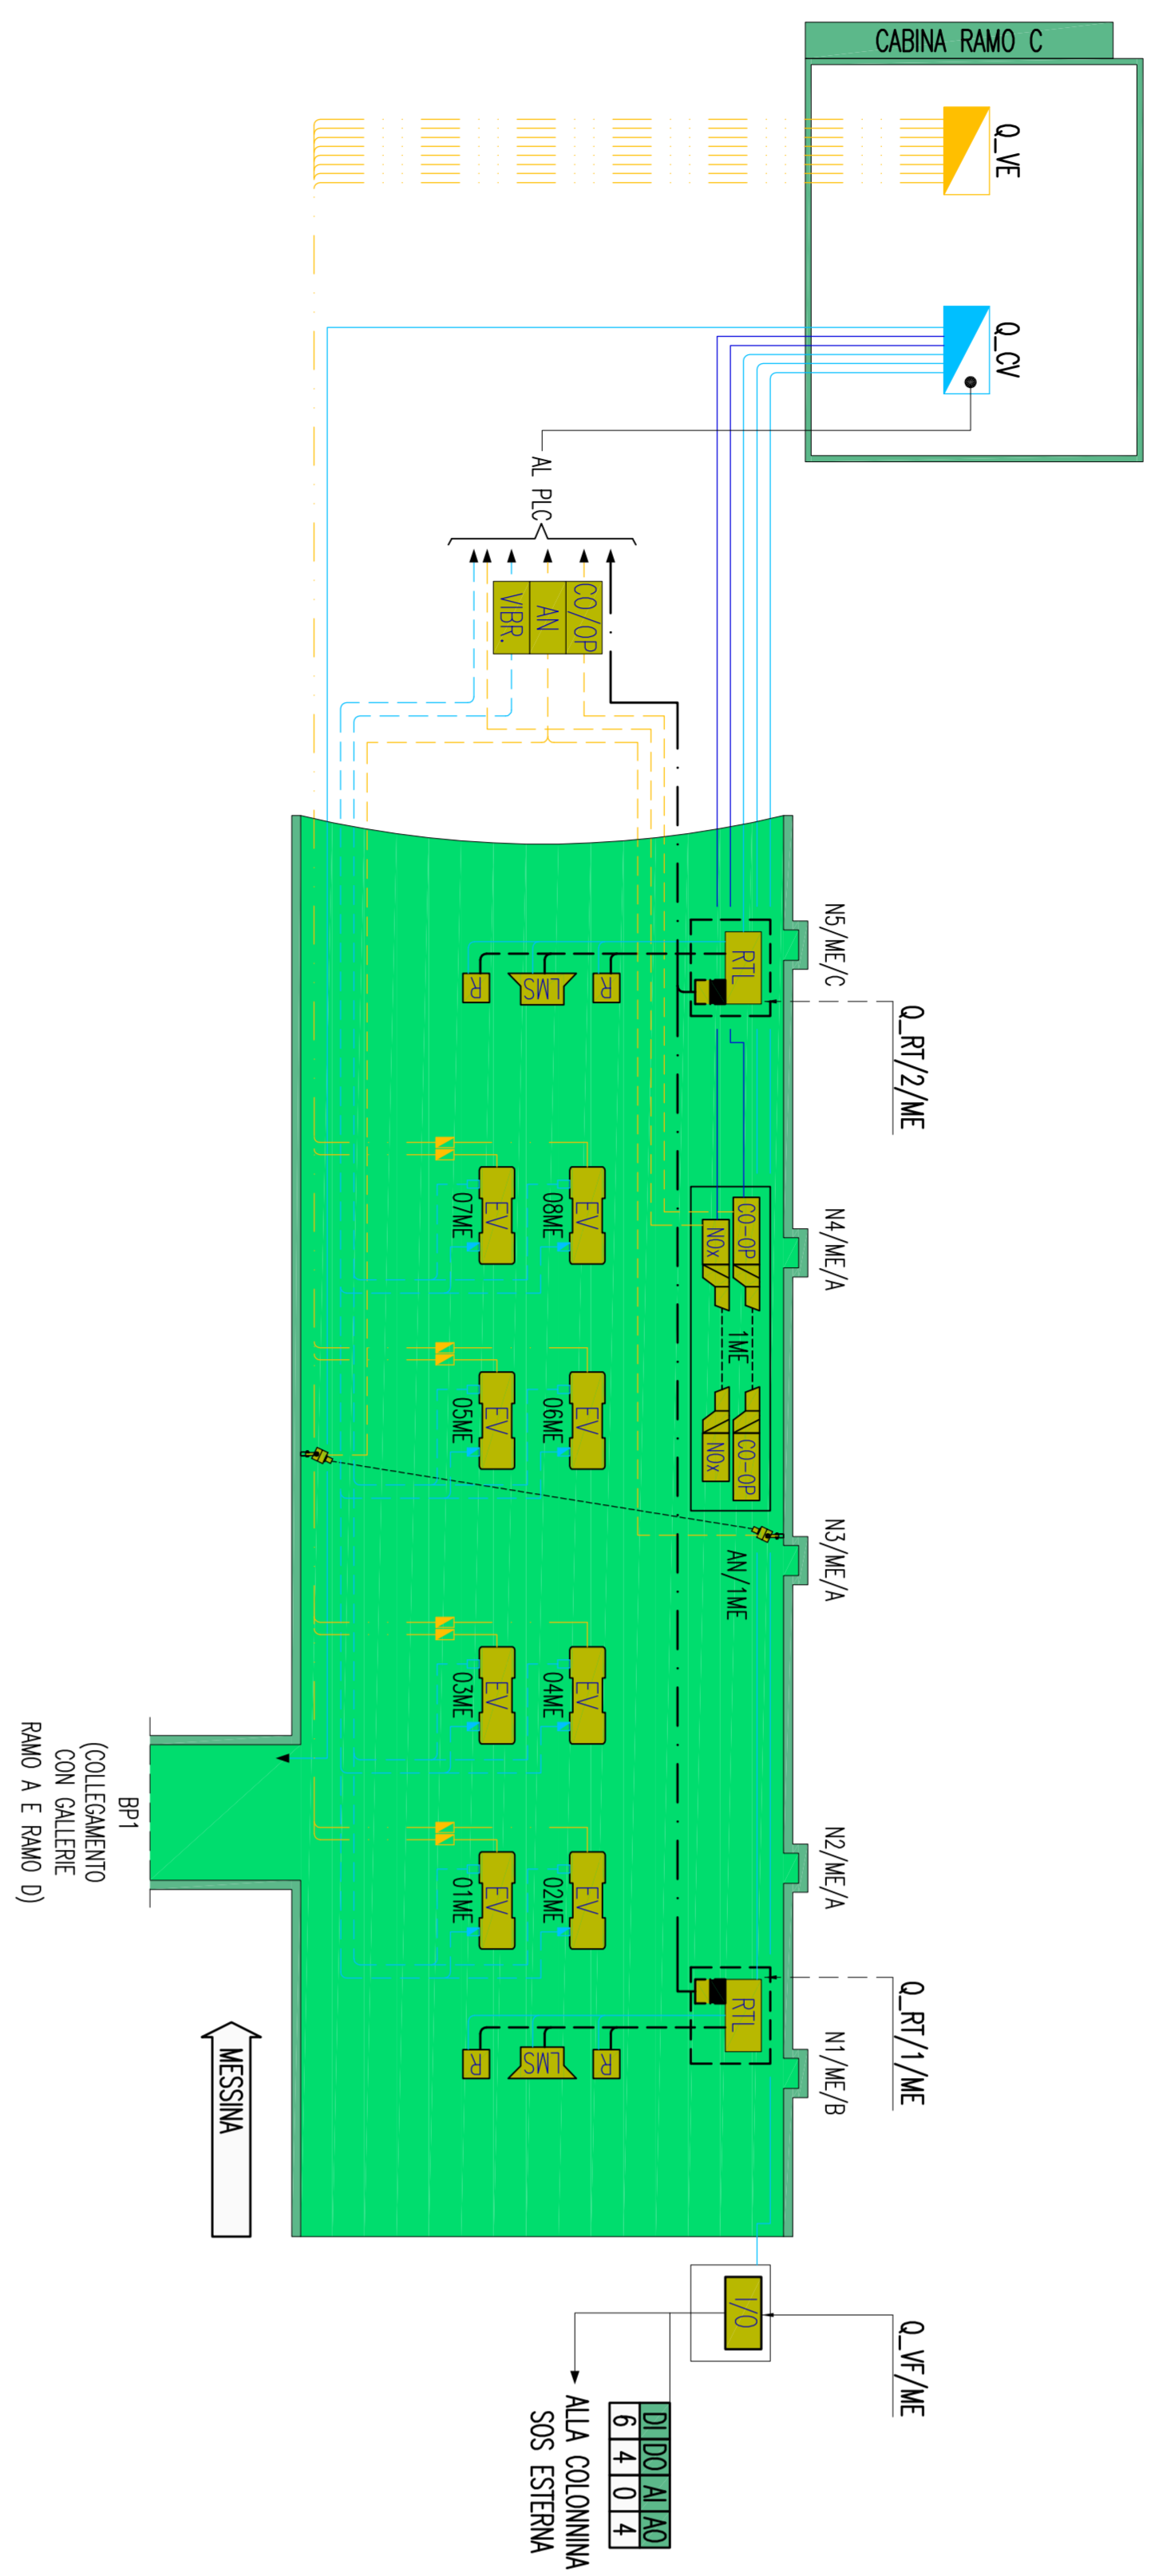 CABINA RAMO C
Q_VE
Q_CV
AL PLC
CO/OP
AN
VIBR.
N5/ME/C
Q_RT/2/ME
RTL
R
LMS
R
N4/ME/A
CO-OP
NOx
1ME
CO-OP
NOx
EV
08ME
EV
07ME
EV
06ME
EV
05ME
N3/ME/A
AN/1ME
EV
04ME
EV
03ME
N2/ME/A
EV
02ME
EV
01ME
BP1
(COLLEGAMENTO
CON GALLERIE
RAMO A E RAMO D)
Q_RT/1/ME
N1/ME/B
RTL
R
LMS
R
MESSINA
Q_VF/ME
I/O
DI DO AI AO
6 4 0 4
ALLA COLONNINA
SOS ESTERNA